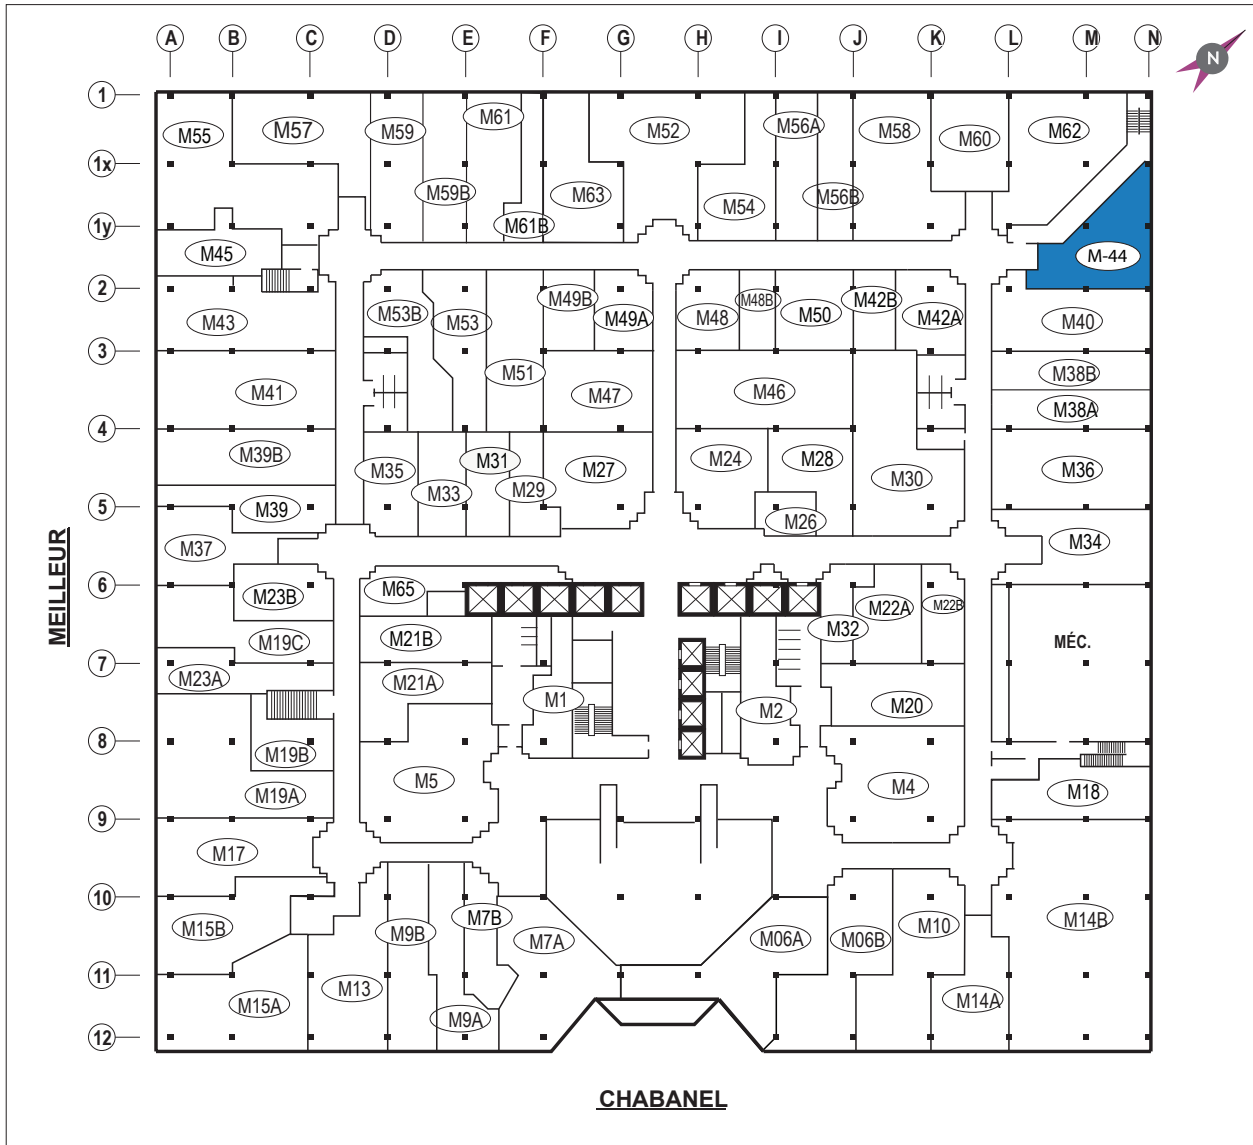 A B C D E F G H I J K L M N
N
1
M55 M57 M59 M61 M52 M56A M58 M60 M62
1x
M59B M63 M54 M56B
1y
M61B
M45 M-44
2
M43 M53B M53 M49B M49A M48 M48B M50 M42B M42A M40
3
M41 M51 M47 M46 M38B
M38A
4
M39B M35 M33 M31 M29 M27 M24 M28 M30 M36
5
M39 M26
M37 M34
6
M23B M65 M22A M22B
M19C M21B M32 MÉC.
7
M23A M21A M1 M2 M20
8
M19B M5 M4 M18
M19A
9
M17
10
M15B M9B M7B M7A M06A M06B M10 M14B
11
M15A M13 M9A M14A
12
MEILLEUR
CHABANEL